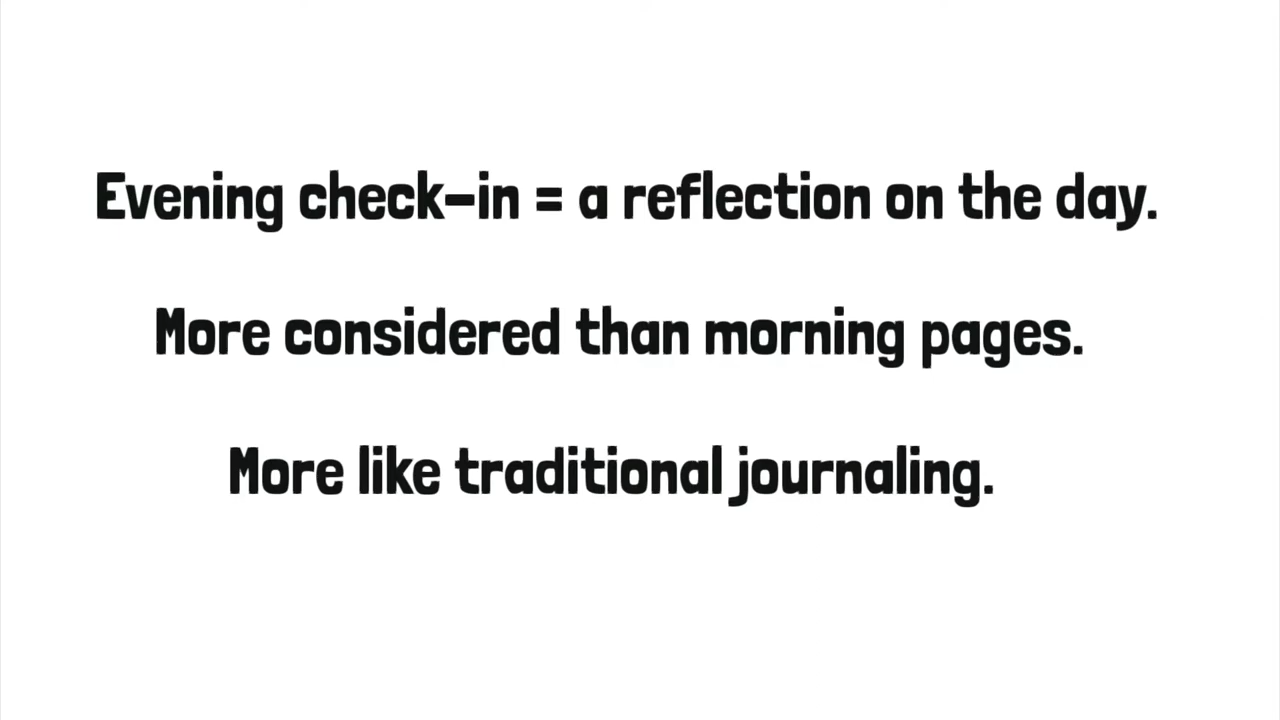 Evening check-in = a reflection on the day.
More considered than morning pages.
More like traditional journaling.